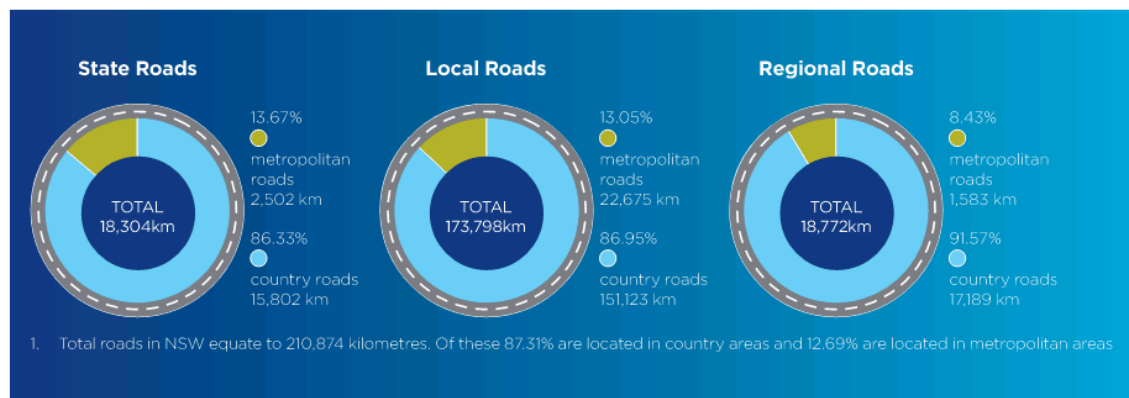 State Roads
13.67%
metropolitan
roads
2,502 km
TOTAL
18,304km
86.33%
country roads
15,802 km
Local Roads
13.05%
metropolitan
roads
22,675 km
TOTAL
173,798km
86.95%
country roads
151,123 km
Regional Roads
8.43%
metropolitan
roads
1,583 km
TOTAL
18,772km
91.57%
country roads
17,189 km
1. Total roads in NSW equate to 210,874 kilometres. Of these 87.31% are located in country areas and 12.69% are located in metropolitan areas